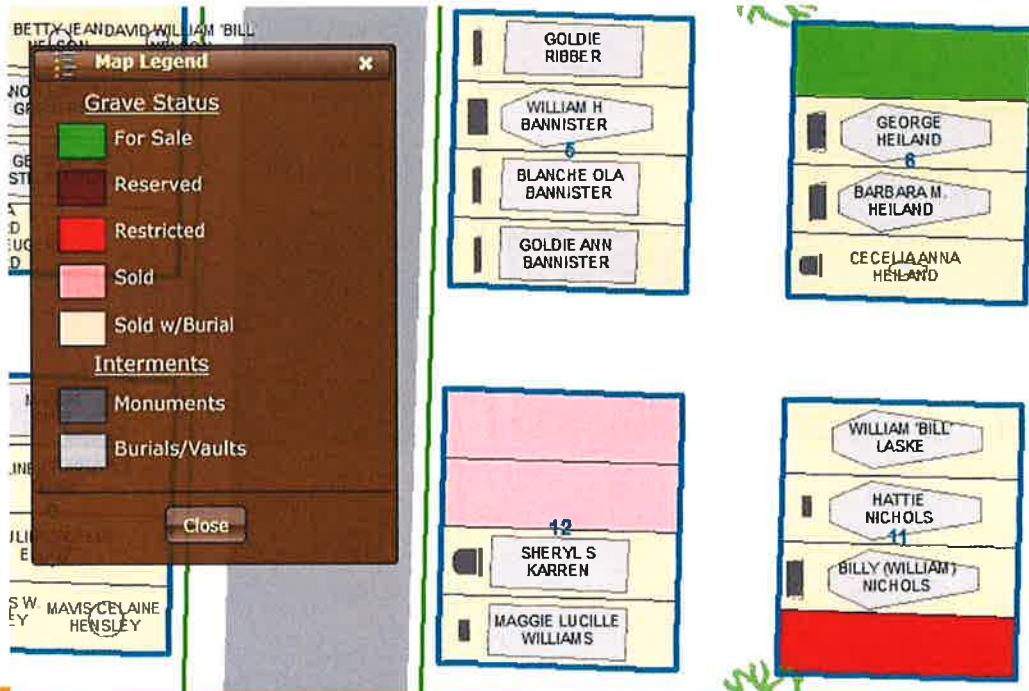 BETTY JEAN DAVID WILLIAM 'BILL'
Map Legend
Grave Status
For Sale
Reserved
Restricted
Sold
Sold w/Burial
Interments
Monuments
Burials/Vaults
Close
MAVIS CELAINE
HENSLEY
GOLDIE
RIBBER
WILLIAM H
BANNISTER
5
BLANCHE OLA
BANNISTER
GOLDIE ANN
BANNISTER
GEORGE
HEILAND
6
BARBARA M.
HEILAND
CECELIA ANNA
HEILAND
12
SHERYL S
KARREN
MAGGIE LUCILLE
WILLIAMS
WILLIAM 'BILL'
LASKE
HATTIE
NICHOLS
11
BILLY (WILLIAM)
NICHOLS